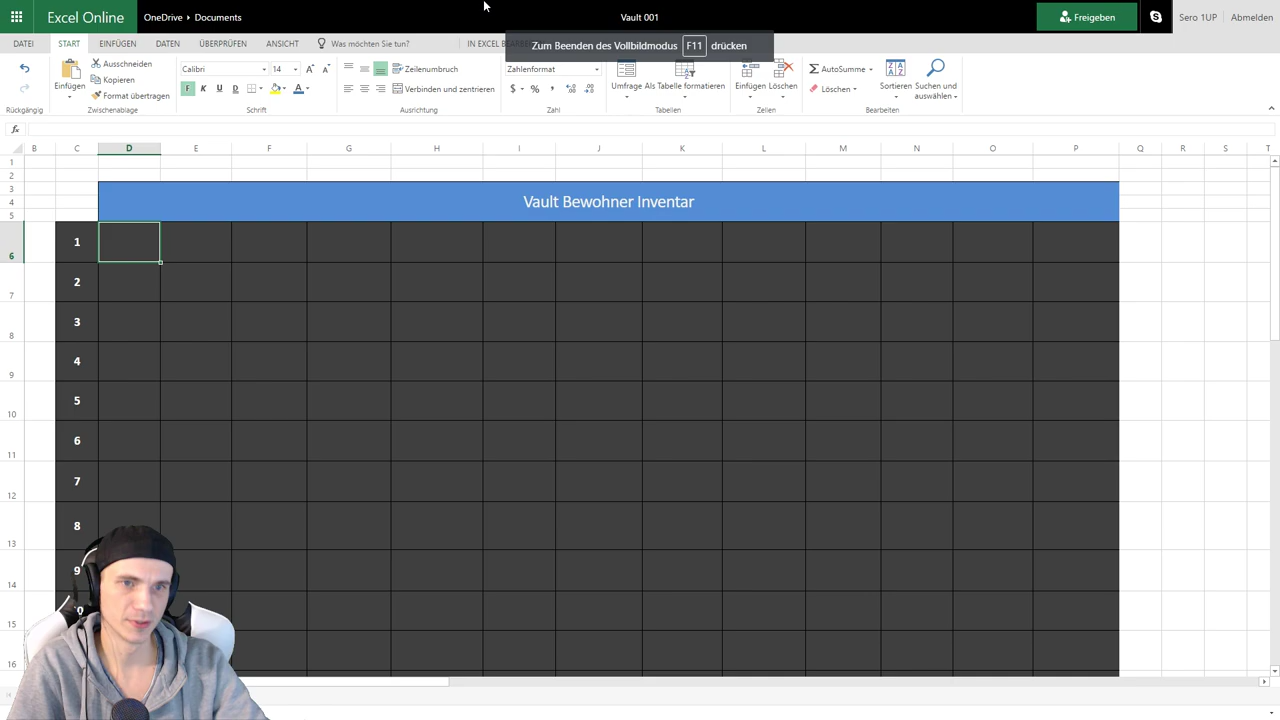 Excel Online
OneDrive
Documents
Vault 001
Freigeben
Sero 1UP
Abmelden
DATEI
START
EINFÜGEN
DATEN
ÜBERPRÜFEN
ANSICHT
Was möchten Sie tun?
IN EXCEL BEARBE
Zum Beenden des Vollbildmodus F11 drücken
Einfügen
Ausschneiden
Kopieren
Format übertragen
Calibri
14
F K U D
Zeilenumbruch
Verbinden und zentrieren
Zahlenformat
$ %
Umfrage
Als Tabelle formatieren
Einfügen
Löschen
AutoSumme
Löschen
Sortieren
Suchen und
auswählen
Rückgängig
Zwischenablage
Schrift
Ausrichtung
Zahl
Tabellen
Zellen
Bearbeiten
fx
B C D E F G H I J K L M N O P Q R S T
1
2
3
4
5
Vault Bewohner Inventar
6
1
7
2
8
3
9
4
10
5
11
6
12
7
13
8
14
9
15
16